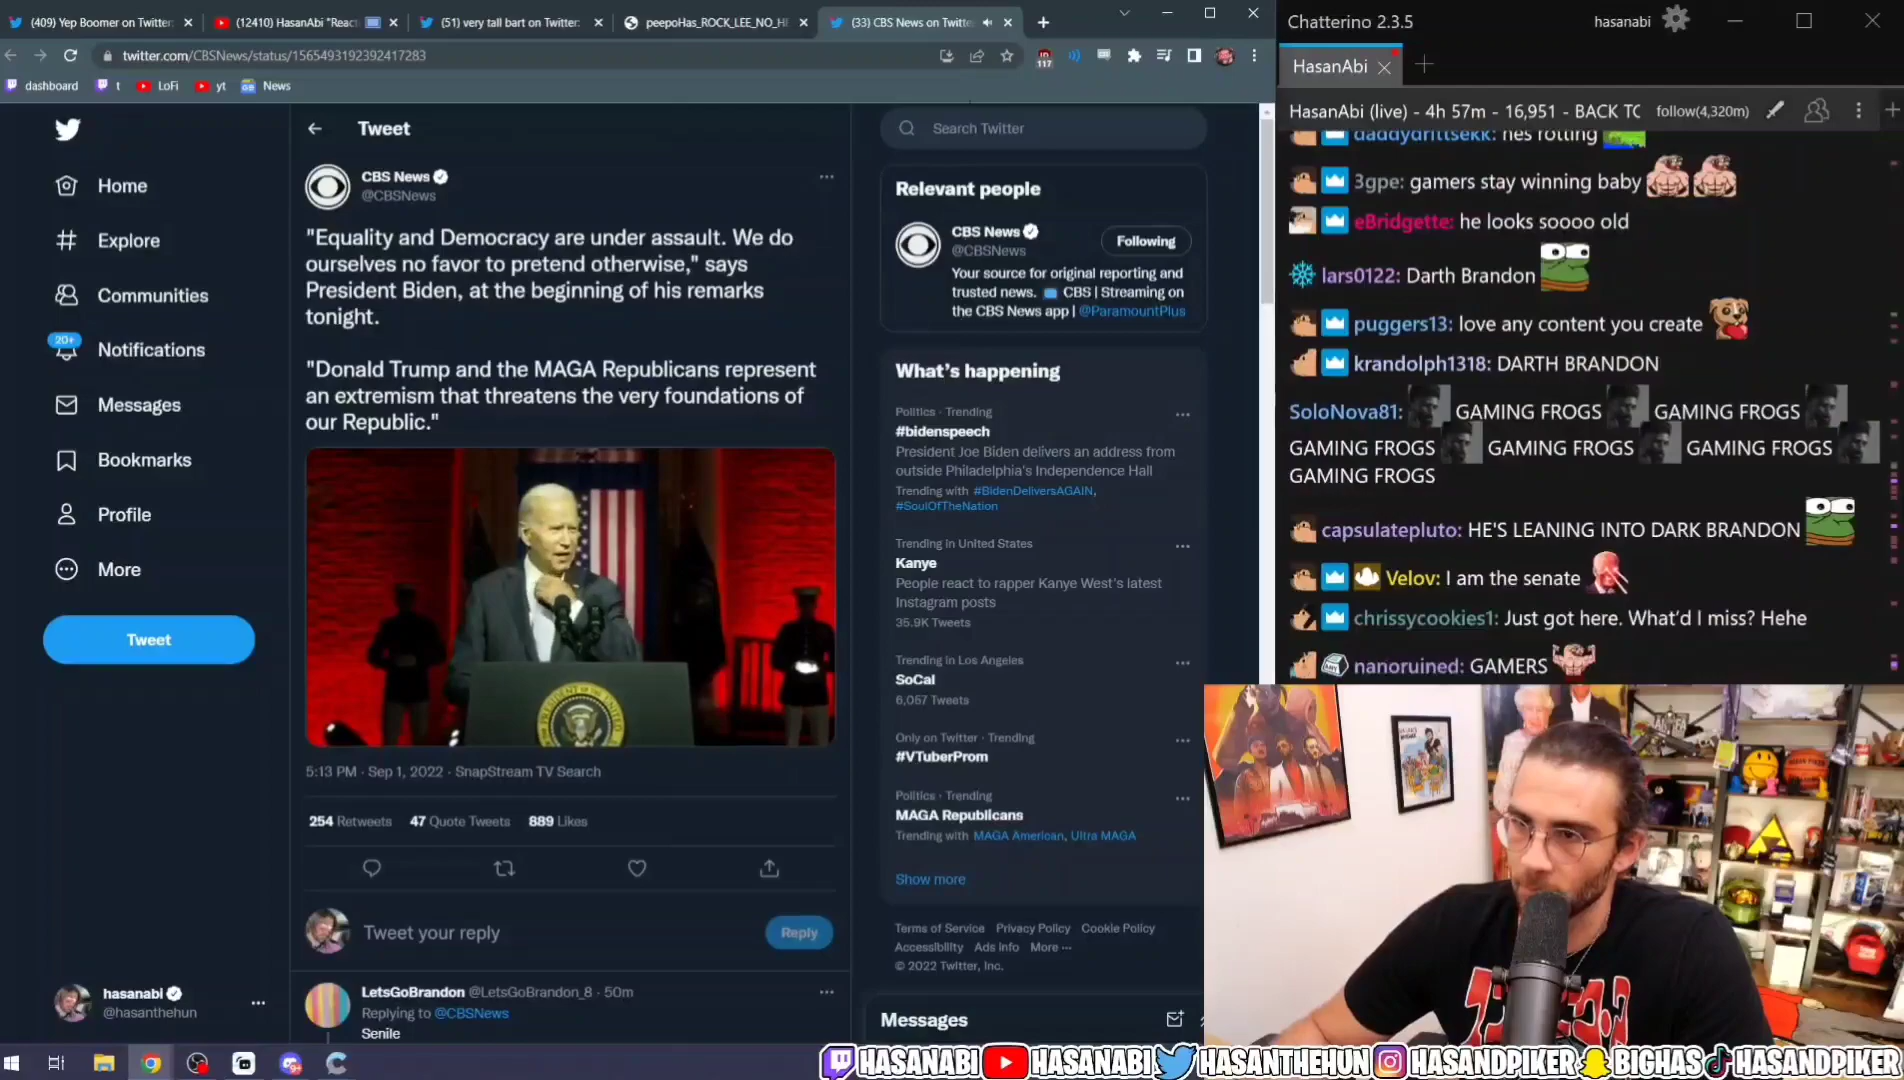 (409) Yep Boomer on Twitter:
(12410) HasanAbi "React
(51) very tall bart on Twitter:
peepoHas_ROCK_LEE_NO_HE
(33) CBS News on Twitte
twitter.com/CBSNews/status/1565493192392417283
117
dashboard
t
LoFi
yt
News
Home
Explore
Communities
20+
Notifications
Messages
Bookmarks
Profile
More
Tweet
hasanabi
@hasanthehun
Tweet
CBS News
@CBSNews
"Equality and Democracy are under assault. We do
ourselves no favor to pretend otherwise," says
President Biden, at the beginning of his remarks
tonight.
"Donald Trump and the MAGA Republicans represent
an extremism that threatens the very foundations of
our Republic."
5:13 PM · Sep 1, 2022 · SnapStream TV Search
254 Retweets 47 Quote Tweets 889 Likes
Tweet your reply
Reply
LetsGoBrandon @LetsGoBrandon_8 · 50m
Replying to @CBSNews
Senile
Search Twitter
Relevant people
CBS News
@CBSNews
Following
Your source for original reporting and
trusted news. CBS | Streaming on
the CBS News app | @ParamountPlus
What's happening
Politics · Trending
#bidenspeech
President Joe Biden delivers an address from
outside Philadelphia's Independence Hall
Trending with #BidenDeliversAGAIN,
#SoulOfTheNation
Trending in United States
Kanye
People react to rapper Kanye West's latest
Instagram posts
35.9K Tweets
Trending in Los Angeles
SoCal
6,057 Tweets
Only on Twitter · Trending
#VTuberProm
Politics · Trending
MAGA Republicans
Trending with MAGA American, Ultra MAGA
Show more
Terms of Service Privacy Policy Cookie Policy
Accessibility Ads info More ...
© 2022 Twitter, Inc.
Messages
Chatterino 2.3.5
hasanabi
HasanAbi
HasanAbi (live) - 4h 57m - 16,951 - BACK TO
follow(4,320m)
daddydrittsekk: hes rotting
3gpe: gamers stay winning baby
eBridgette: he looks soooo old
lars0122: Darth Brandon
puggers13: love any content you create
krandolph1318: DARTH BRANDON
SoloNova81: GAMING FROGS GAMING FROGS
GAMING FROGS GAMING FROGS GAMING FROGS
GAMING FROGS
capsulatepluto: HE'S LEANING INTO DARK BRANDON
Velov: I am the senate
chrissycookies1: Just got here. What'd I miss? Hehe
nanoruined: GAMERS
HASANABI HASANABI HASANTHEHUN HASANDPIKER BIGHAS HASANDPIKER